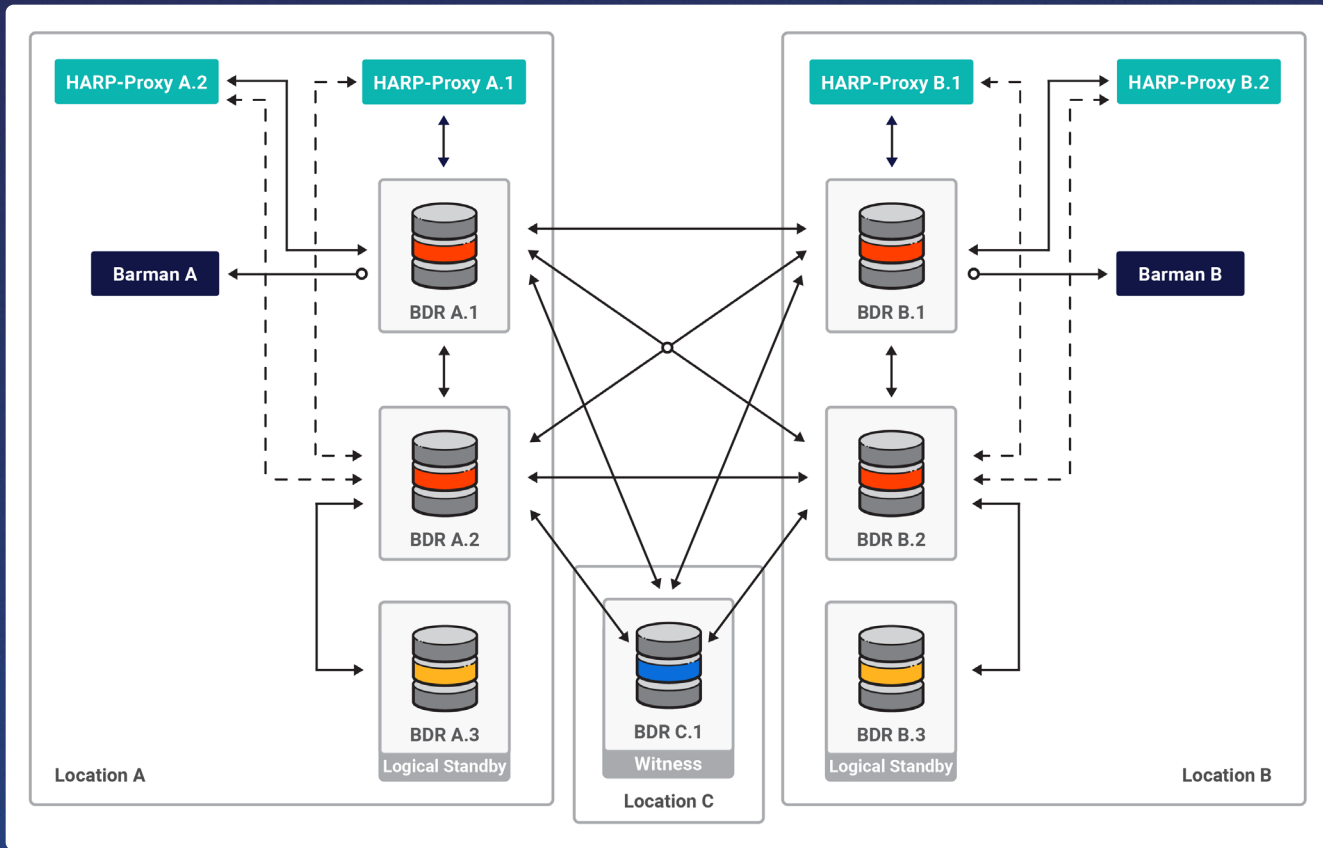 HARP-Proxy A.2
HARP-Proxy A.1
HARP-Proxy B.1
HARP-Proxy B.2
Barman A
BDR A.1
BDR B.1
Barman B
BDR A.2
BDR B.2
BDR A.3
Logical Standby
BDR C.1
Witness
BDR B.3
Logical Standby
Location A
Location C
Location B